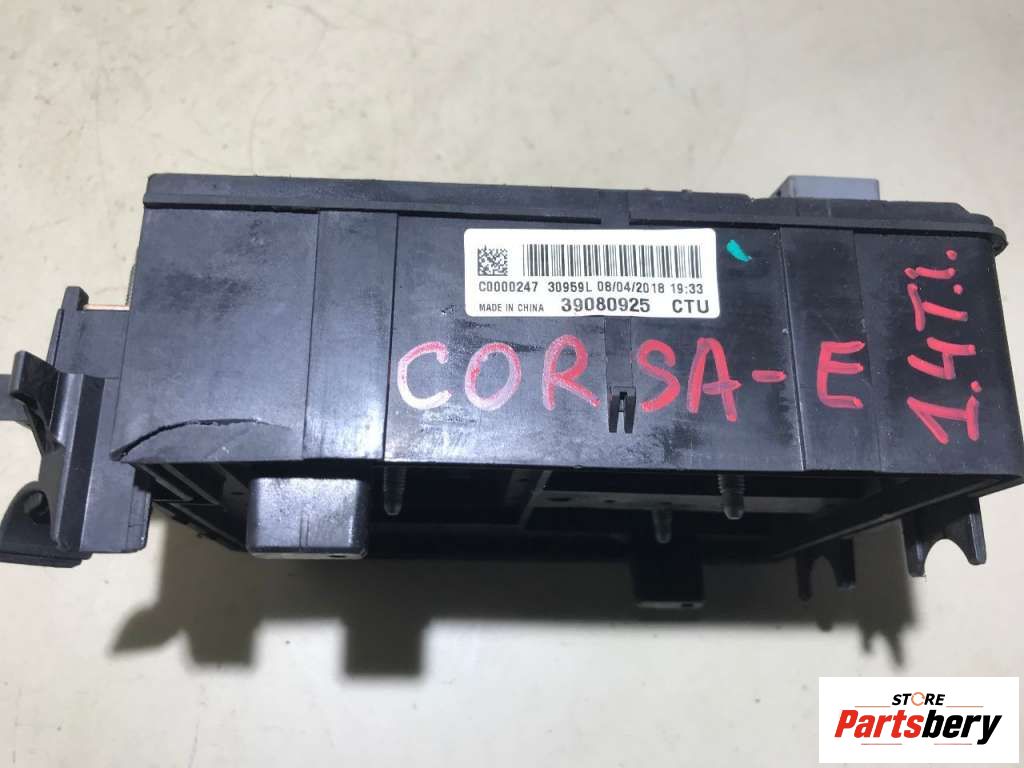 C0000247 30959L 08/04/2018 19:33
MADE IN CHINA 39080925 CTU
CORSA-E
1.4T.i.
STORE
Partsbery